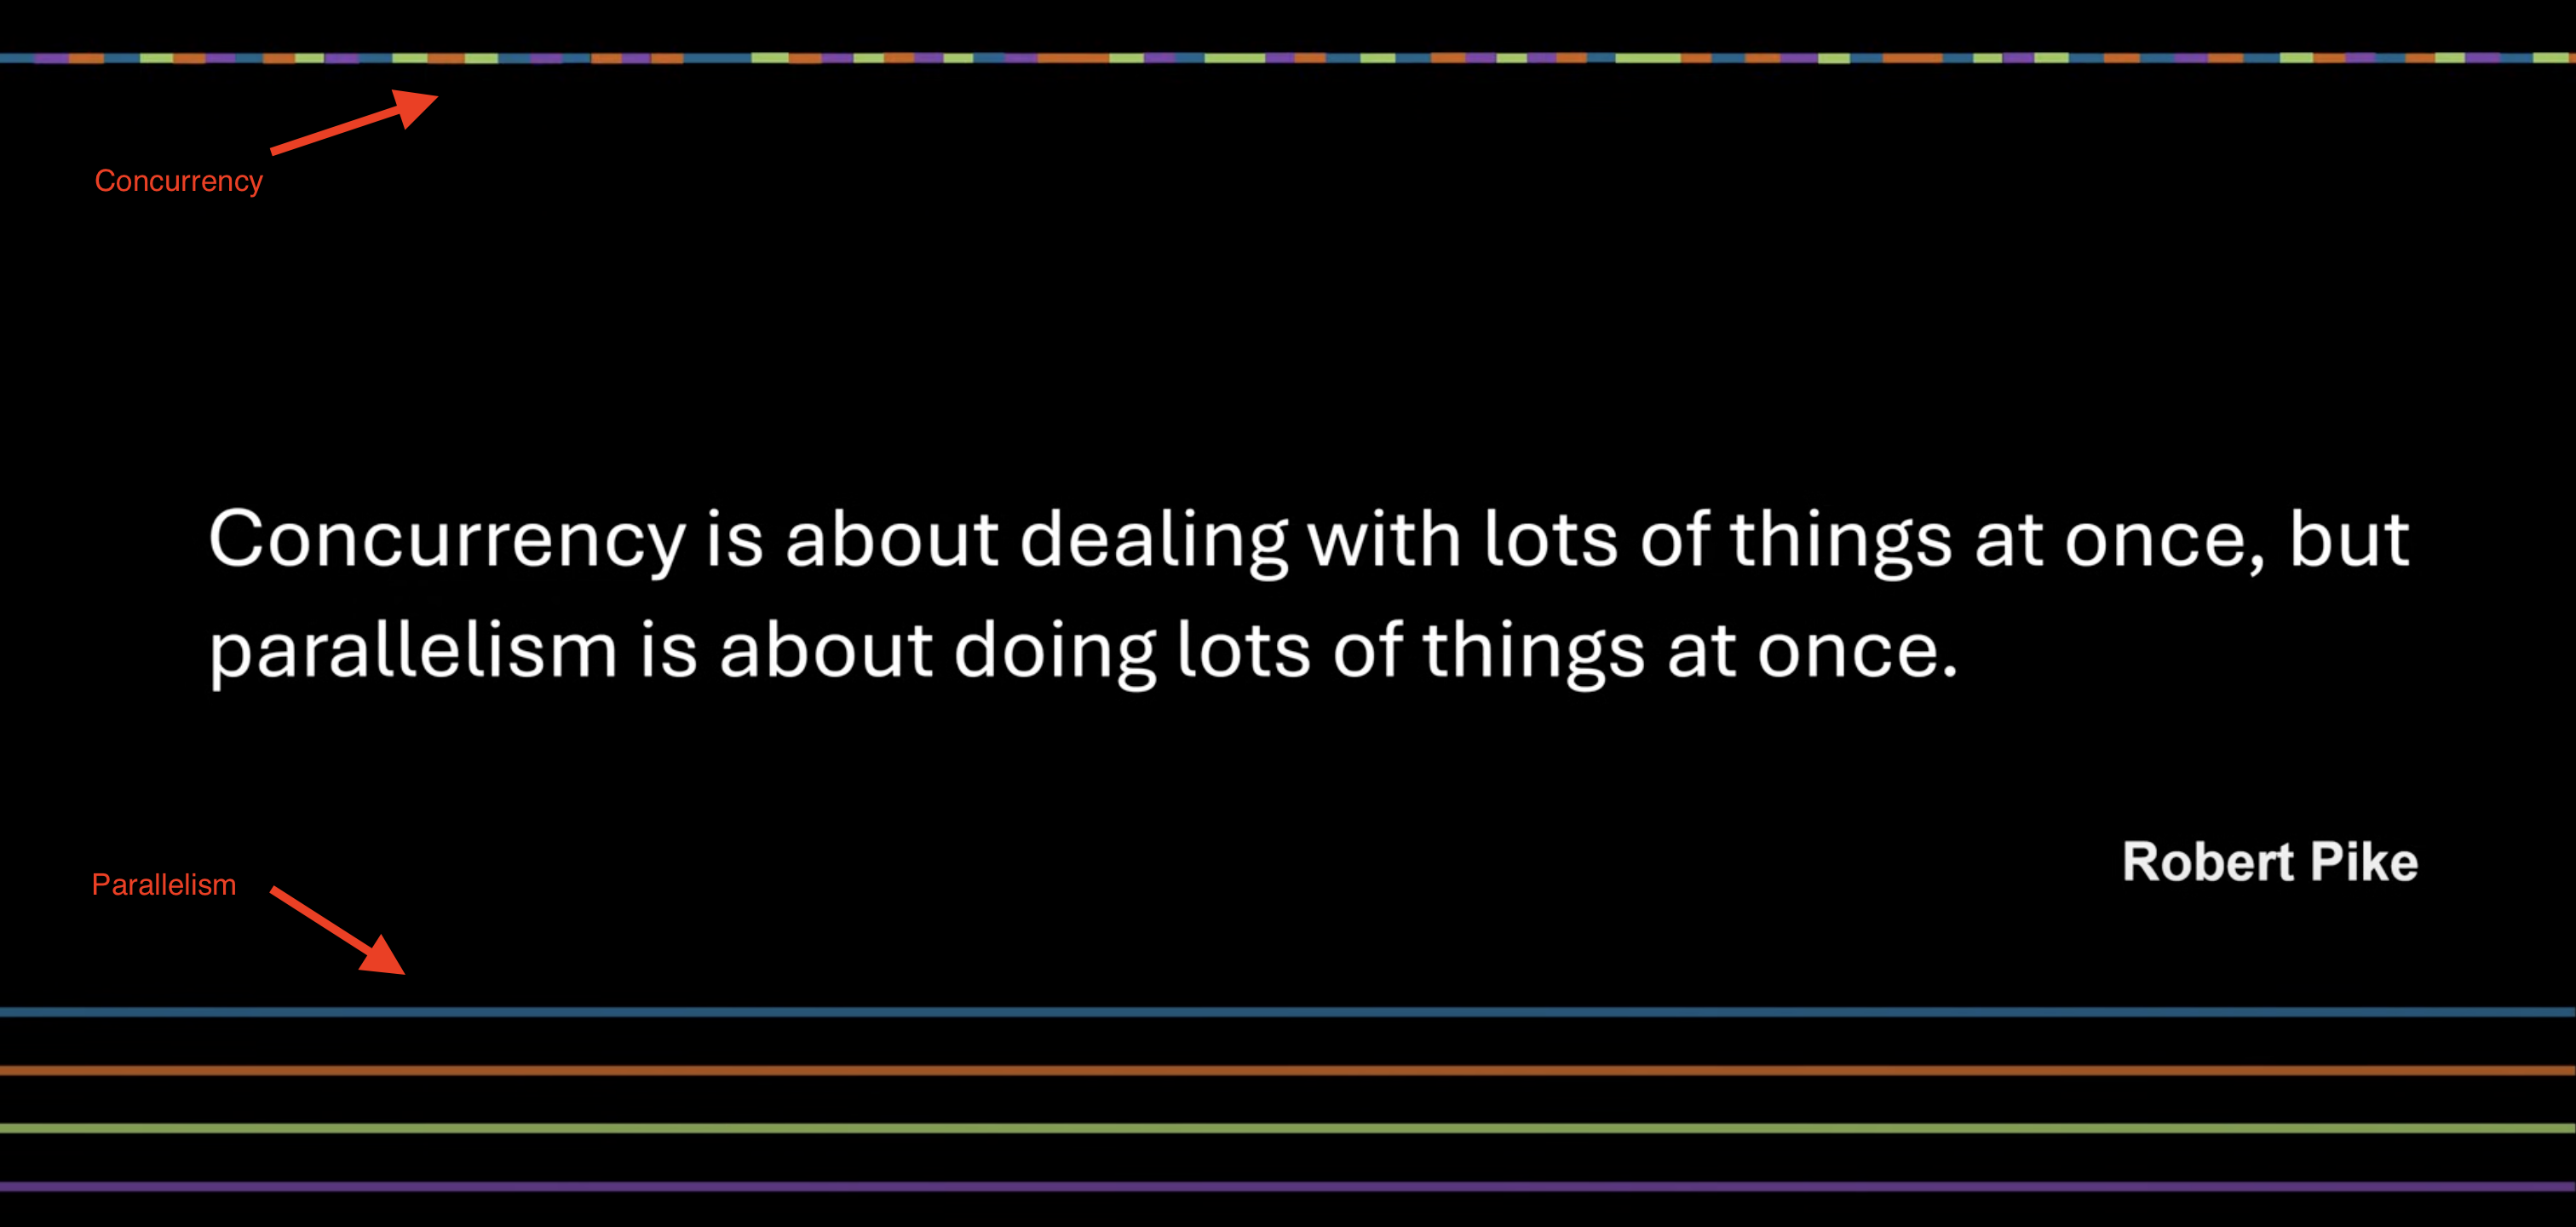 Concurrency
Concurrency is about dealing with lots of things at once, but
parallelism is about doing lots of things at once.
Robert Pike
Parallelism